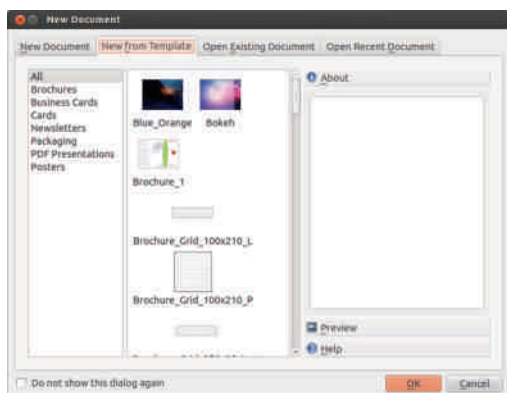 New Document
New Document New from Template Open Existing Document Open Recent Document
All
Brochures
Business Cards
Cards
Newsletters
Packaging
PDF Presentations
Posters
Blue_Orange Bokeh
Brochure_1
Brochure_Grid_100x210_L
Brochure_Grid_100x210_P
About
Preview
Help
Do not show this dialog again
OK Cancel